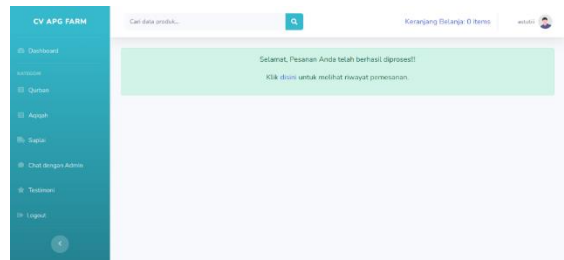 CV APG FARM
Cari data produk...
Keranjang Belanja: 0 items
Dashboard
KATEGORI
Qurban
Aqiqah
Suplai
Chat dengan Admin
Testimoni
Logout
Selamat, Pesanan Anda telah berhasil diproses!!
Klik disini untuk melihat riwayat pemesanan.